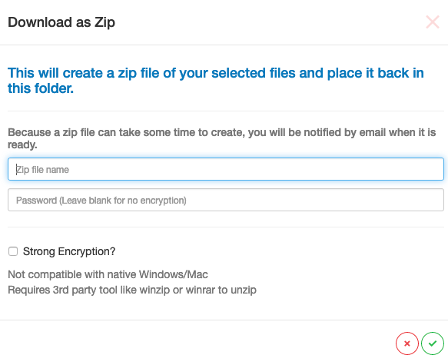 Download as Zip
This will create a zip file of your selected files and place it back in
this folder.
Because a zip file can take some time to create, you will be notified by email when it is
ready.
Zip file name
Password (Leave blank for no encryption)
Strong Encryption?
Not compatible with native Windows/Mac
Requires 3rd party tool like winzip or winrar to unzip